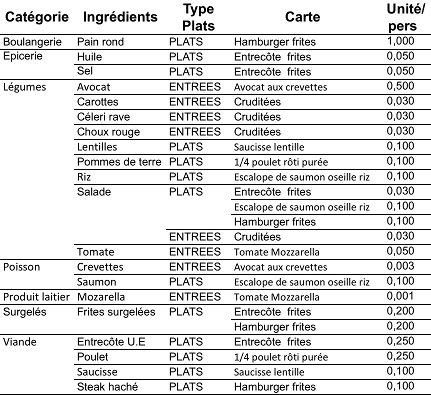 Catégorie Ingrédients Type Plats Carte Unité/ pers
Boulangerie Pain rond PLATS Hamburger frites 1,000
Epicerie Huile PLATS Entrecôte frites 0,050
Sel PLATS Entrecôte frites 0,050
Légumes Avocat ENTREES Avocat aux crevettes 0,500
Carottes ENTREES Cruditées 0,030
Céleri rave ENTREES Cruditées 0,030
Choux rouge ENTREES Cruditées 0,030
Lentilles PLATS Saucisse lentille 0,100
Pommes de terre PLATS 1/4 poulet rôti purée 0,100
Riz PLATS Escalope de saumon oseille riz 0,100
Salade PLATS Entrecôte frites 0,030
Escalope de saumon oseille riz 0,100
Hamburger frites 0,100
ENTREES Cruditées 0,030
Tomate ENTREES Tomate Mozzarella 0,050
Poisson Crevettes ENTREES Avocat aux crevettes 0,003
Saumon PLATS Escalope de saumon oseille riz 0,100
Produit laitier Mozarella ENTREES Tomate Mozzarella 0,001
Surgelés Frites surgelées PLATS Entrecôte frites 0,200
Hamburger frites 0,200
Viande Entrecôte U.E PLATS Entrecôte frites 0,250
Poulet PLATS 1/4 poulet rôti purée 0,250
Saucisse PLATS Saucisse lentille 0,100
Steak haché PLATS Hamburger frites 0,100